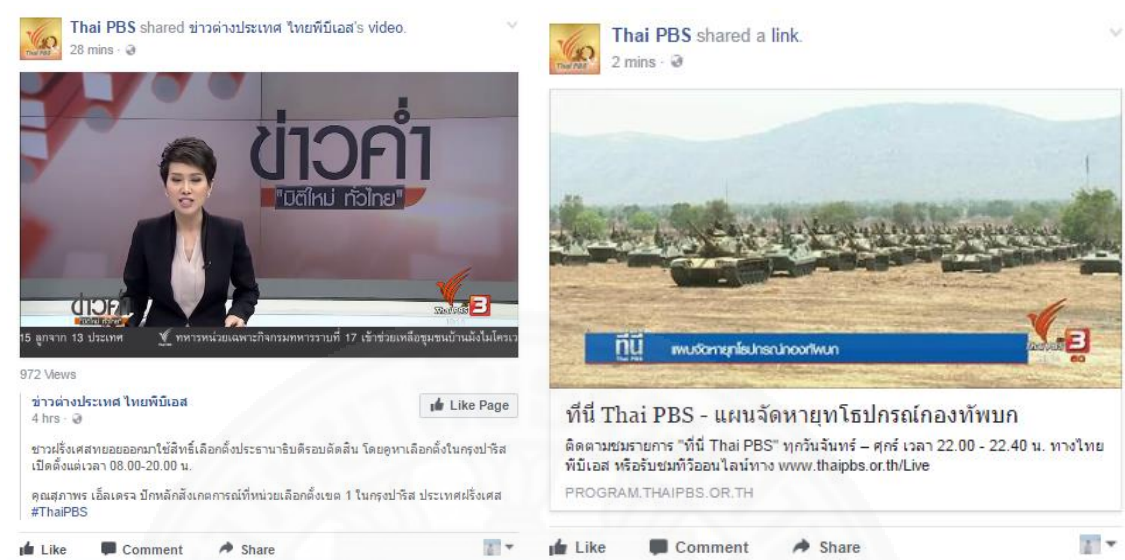 Thai PBS shared ข่าวต่างประเทศ ไทยพีบีเอส's video.
28 mins ·
ข่าวค่ำ
"มิติใหม่ ทั่วไทย"
ข่าวค่ำ
Thai PBS 3
15 ลูกจาก 13 ประเทศ ทหารหน่วยเฉพาะกิจกรมทหารราบที่ 17 เข้าช่วยเหลือชุมชนบ้านผึ้งไมโครเว
972 Views
ข่าวต่างประเทศ ไทยพีบีเอส
4 hrs ·
Like Page
ชาวฝรั่งเศสทยอยออกมาใช้สิทธิ์เลือกตั้งประธานาธิบดีรอบตัดสิน โดยคูหาเลือกตั้งในกรุงปารีส
เปิดตั้งแต่เวลา 08.00-20.00 น.
คุณสุภาพร เอ็ลเดรจ ปักหลักสังเกตการณ์ที่หน่วยเลือกตั้งเขต 1 ในกรุงปารีส ประเทศฝรั่งเศส
#ThaiPBS
Like Comment Share
Thai PBS shared a link.
2 mins ·
ที่นี่
Thai PBS
แผนจัดหายุทโธปกรณ์กองทัพบก
Thai PBS 3
ที่นี่ Thai PBS - แผนจัดหายุทโธปกรณ์กองทัพบก
ติดตามชมรายการ "ที่นี่ Thai PBS" ทุกวันจันทร์ – ศุกร์ เวลา 22.00 - 22.40 น. ทางไทย
พีบีเอส หรือรับชมทีวีออนไลน์ทาง www.thaipbs.or.th/Live
PROGRAM.THAIPBS.OR.TH
Like Comment Share